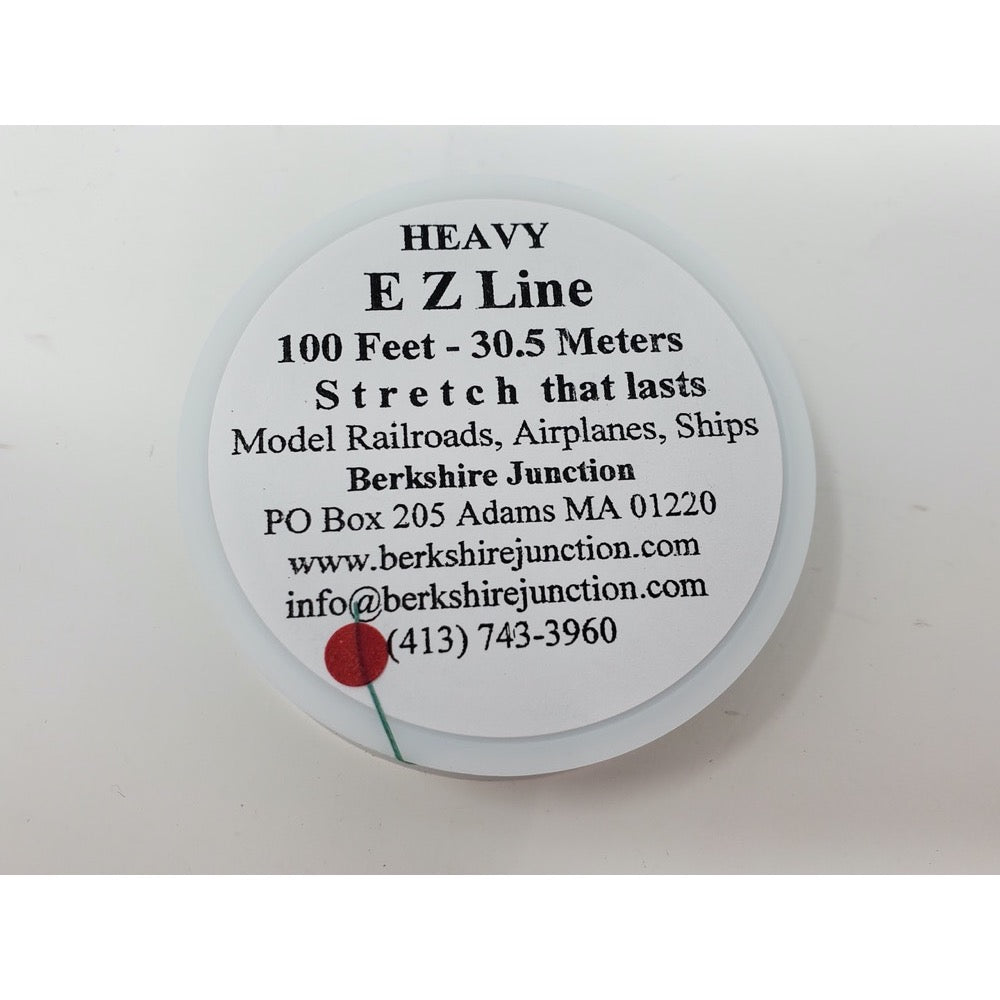 HEAVY
E Z Line
100 Feet - 30.5 Meters
Stretch that lasts
Model Railroads, Airplanes, Ships
Berkshire Junction
PO Box 205 Adams MA 01220
www.berkshirejunction.com
info@berkshirejunction.com
(413) 743-3960